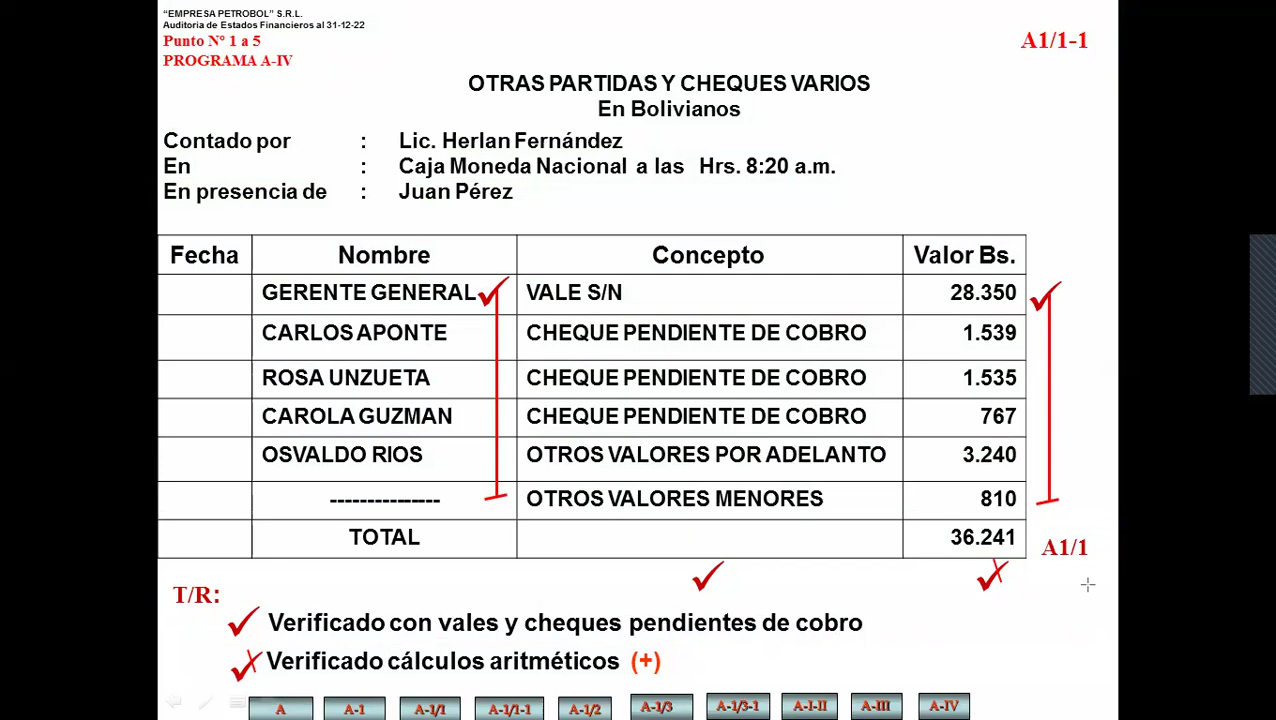 “EMPRESA PETROBOL” S.R.L.
Auditoria de Estados Financieros al 31-12-22
Punto N° 1 a 5
PROGRAMA A-IV
A1/1-1
OTRAS PARTIDAS Y CHEQUES VARIOS
En Bolivianos
Contado por : Lic. Herlan Fernández
En : Caja Moneda Nacional a las Hrs. 8:20 a.m.
En presencia de : Juan Pérez
Fecha Nombre Concepto Valor Bs.
GERENTE GENERAL VALE S/N 28.350
CARLOS APONTE CHEQUE PENDIENTE DE COBRO 1.539
ROSA UNZUETA CHEQUE PENDIENTE DE COBRO 1.535
CAROLA GUZMAN CHEQUE PENDIENTE DE COBRO 767
OSVALDO RIOS OTROS VALORES POR ADELANTO 3.240
--------------- OTROS VALORES MENORES 810
TOTAL 36.241
A1/1
T/R:
Verificado con vales y cheques pendientes de cobro
Verificado cálculos aritméticos (+)
A A-1 A-1/1 A-1/1-1 A-1/2 A-1/3 A-1/3-1 A-I-II A-III A-IV